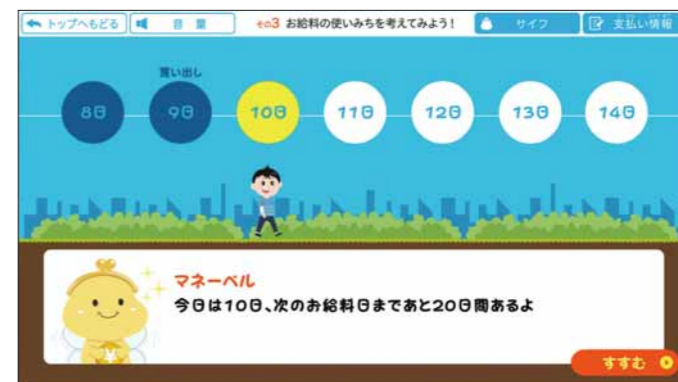 トップへもどる 音葉 その3 お給料の使いみちを考えてみよう! サイフ 支払い情報
買い出し
8日 9日 10日 11日 12日 13日 14日
マネーベル
今日は10日、次のお給料日まであと20日間あるよ
¥
すすむ